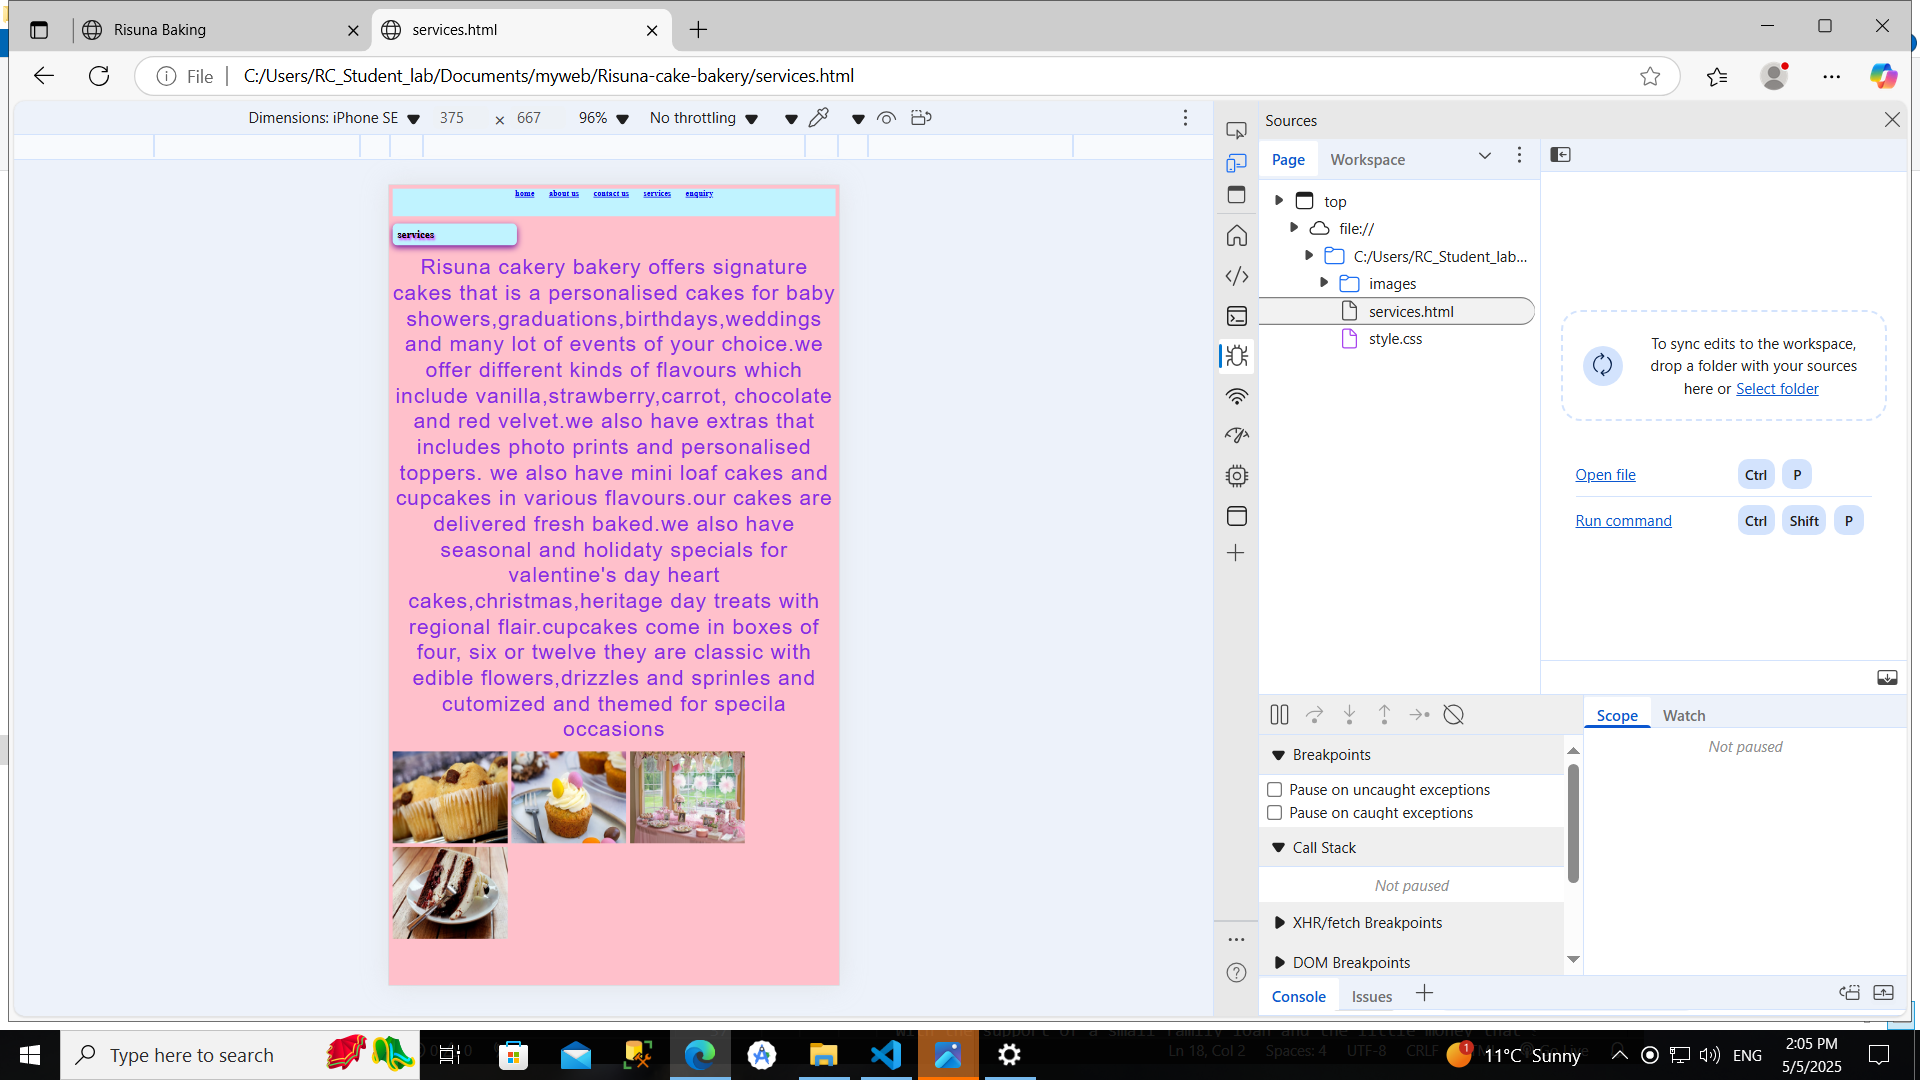 Risuna Baking
services.html
File
C:/Users/RC_Student_lab/Documents/myweb/Risuna-cake-bakery/services.html
Dimensions: iPhone SE 375 × 667 96% No throttling
home about us contact us services enquiry
services
Risuna cakery bakery offers signature
cakes that is a personalised cakes for baby
showers,graduations,birthdays,weddings
and many lot of events of your choice.we
offer different kinds of flavours which
include vanilla,strawberry,carrot, chocolate
and red velvet.we also have extras that
includes photo prints and personalised
toppers. we also have mini loaf cakes and
cupcakes in various flavours.our cakes are
delivered fresh baked.we also have
seasonal and holidaty specials for
valentine's day heart
cakes,christmas,heritage day treats with
regional flair.cupcakes come in boxes of
four, six or twelve they are classic with
edible flowers,drizzles and sprinles and
cutomized and themed for specila
occasions
Sources
Page Workspace
top
file://
C:/Users/RC_Student_lab...
images
services.html
style.css
To sync edits to the workspace,
drop a folder with your sources
here or Select folder
Open file Ctrl P
Run command Ctrl Shift P
Scope Watch
Not paused
Breakpoints
Pause on uncaught exceptions
Pause on caught exceptions
Call Stack
Not paused
XHR/fetch Breakpoints
DOM Breakpoints
Console Issues
Type here to search
Ln 18, Col 2 Spaces: 4 UTF-8 CRLF
1
11°C Sunny
ENG
2:05 PM
5/5/2025